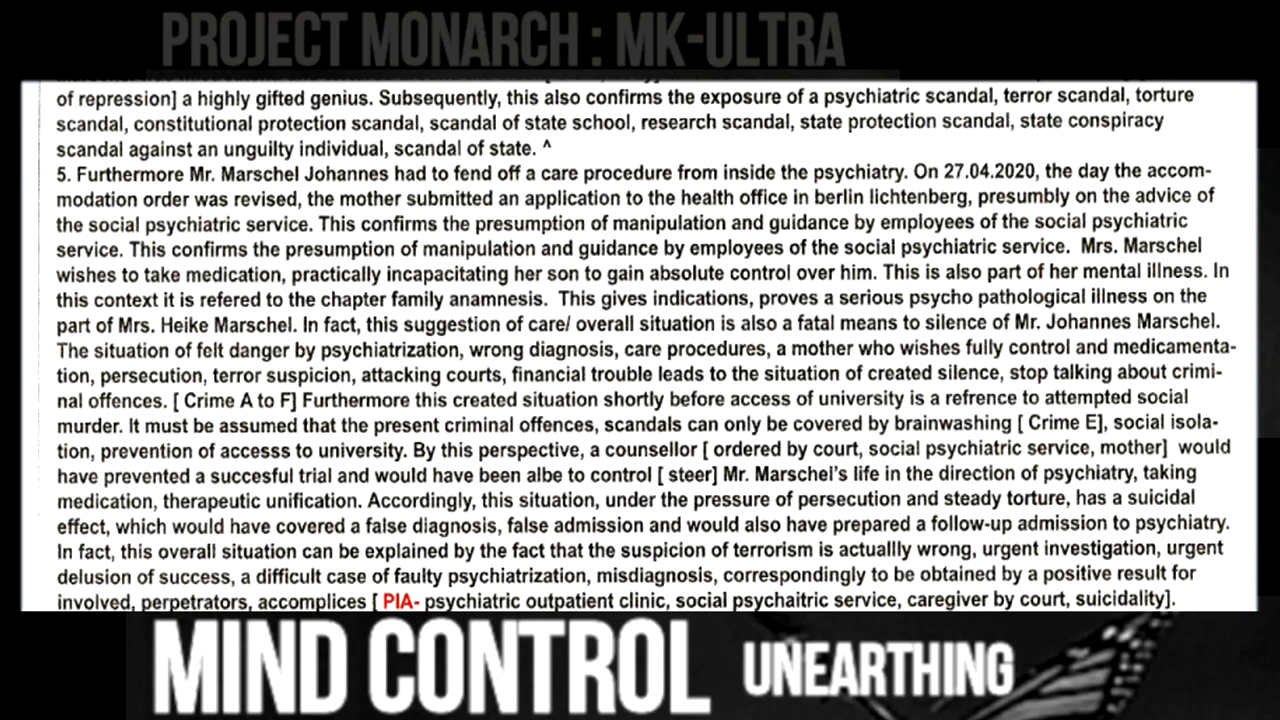 PROJECT MONARCH : MK-ULTRA
of repression] a highly gifted genius. Subsequently, this also confirms the exposure of a psychiatric scandal, terror scandal, torture
scandal, constitutional protection scandal, scandal of state school, research scandal, state protection scandal, state conspiracy
scandal against an unguilty individual, scandal of state. ^
5. Furthermore Mr. Marschel Johannes had to fend off a care procedure from inside the psychiatry. On 27.04.2020, the day the accom-
modation order was revised, the mother submitted an application to the health office in berlin lichtenberg, presumbly on the advice of
the social psychiatric service. This confirms the presumption of manipulation and guidance by employees of the social psychiatric
service. This confirms the presumption of manipulation and guidance by employees of the social psychiatric service.  Mrs. Marschel
wishes to take medication, practically incapacitating her son to gain absolute control over him. This is also part of her mental illness. In
this context it is refered to the chapter family anamnesis.  This gives indications, proves a serious psycho pathological illness on the
part of Mrs. Heike Marschel. In fact, this suggestion of care/ overall situation is also a fatal means to silence of Mr. Johannes Marschel.
The situation of felt danger by psychiatrization, wrong diagnosis, care procedures, a mother who wishes fully control and medicamenta-
tion, persecution, terror suspicion, attacking courts, financial trouble leads to the situation of created silence, stop talking about crimi-
nal offences. [ Crime A to F] Furthermore this created situation shortly before access of university is a refrence to attempted social
murder. It must be assumed that the present criminal offences, scandals can only be covered by brainwashing [ Crime E], social isola-
tion, prevention of accesss to university. By this perspective, a counsellor [ ordered by court, social psychiatric service, mother]  would
have prevented a succesful trial and would have been albe to control [ steer] Mr. Marschel's life in the direction of psychiatry, taking
medication, therapeutic unification. Accordingly, this situation, under the pressure of persecution and steady torture, has a suicidal
effect, which would have covered a false diagnosis, false admission and would also have prepared a follow-up admission to psychiatry.
In fact, this overall situation can be explained by the fact that the suspicion of terrorism is actuallly wrong, urgent investigation, urgent
delusion of success, a difficult case of faulty psychiatrization, misdiagnosis, correspondingly to be obtained by a positive result for
involved, perpetrators, accomplices [ PIA- psychiatric outpatient clinic, social psychaitric service, caregiver by court, suicidality].
MIND CONTROL UNEARTHING